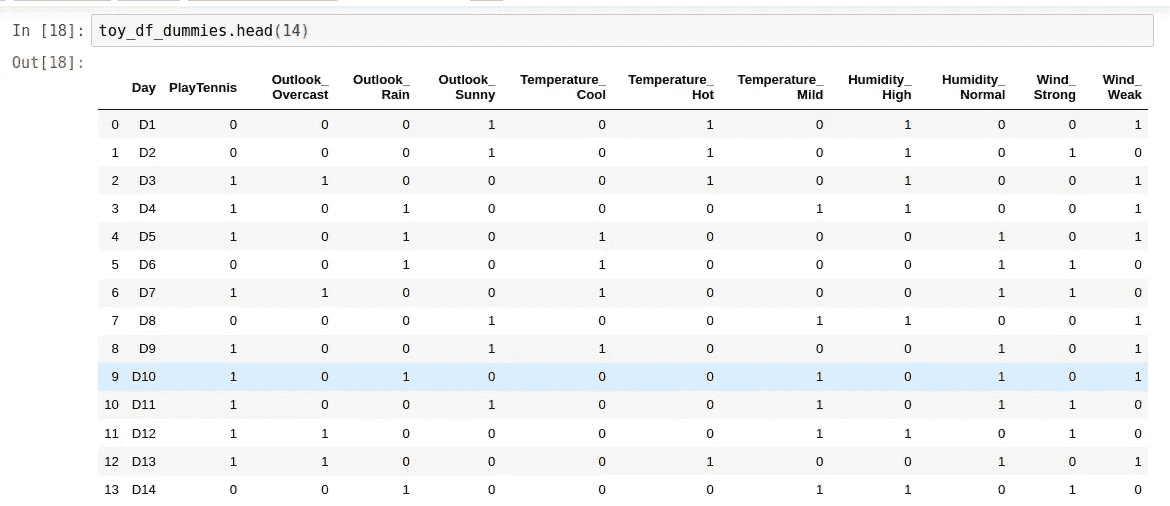 In [18]: toy_df_dummies.head(14)
Out[18]:
Day PlayTennis Outlook_Overcast Outlook_Rain Outlook_Sunny Temperature_Cool Temperature_Hot Temperature_Mild Humidity_High Humidity_Normal Wind_Strong Wind_Weak
0 D1 0 0 0 1 0 1 0 1 0 0 1
1 D2 0 0 0 1 0 1 0 1 0 1 0
2 D3 1 1 0 0 0 1 0 1 0 0 1
3 D4 1 0 1 0 0 0 1 1 0 0 1
4 D5 1 0 1 0 1 0 0 0 1 0 1
5 D6 0 0 1 0 1 0 0 0 1 1 0
6 D7 1 1 0 0 1 0 0 0 1 1 0
7 D8 0 0 0 1 0 0 1 1 0 0 1
8 D9 1 0 0 1 1 0 0 0 1 0 1
9 D10 1 0 1 0 0 0 1 0 1 0 1
10 D11 1 0 0 1 0 0 1 0 1 1 0
11 D12 1 1 0 0 0 0 1 1 0 1 0
12 D13 1 1 0 0 0 1 0 0 1 0 1
13 D14 0 0 1 0 0 0 1 1 0 1 0